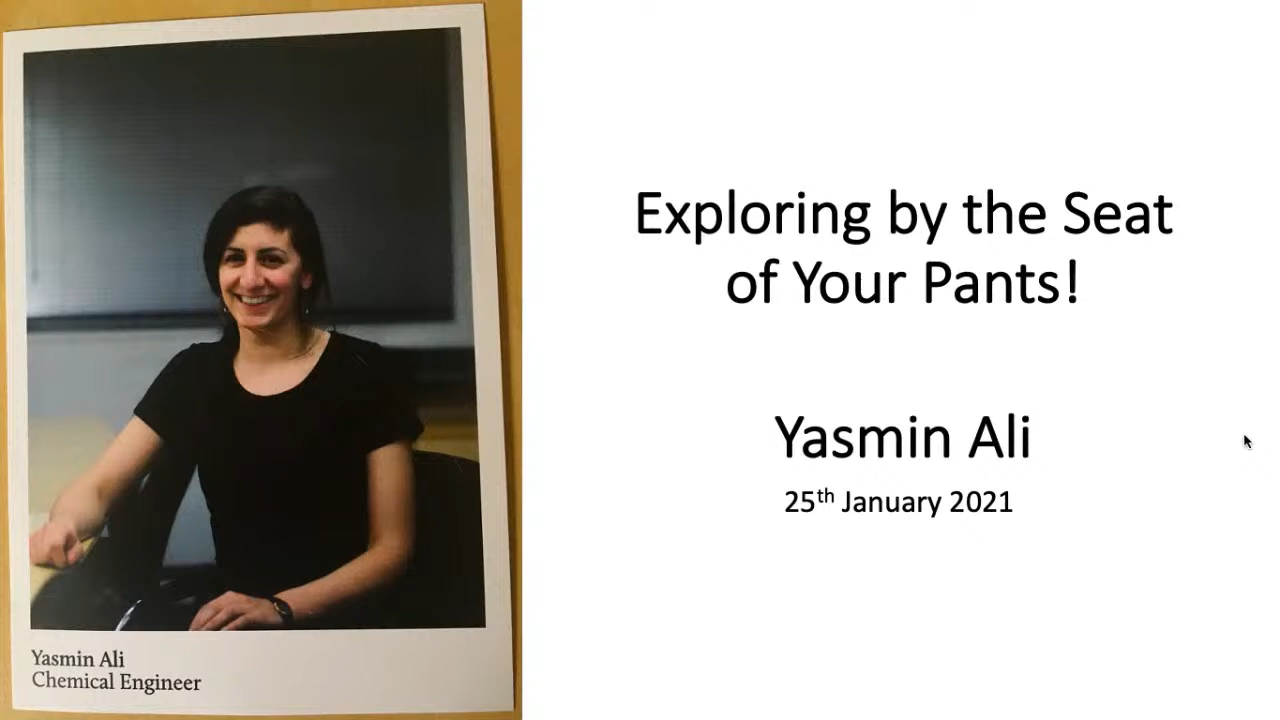 Exploring by the Seat
of Your Pants!
Yasmin Ali
25th January 2021
Yasmin Ali
Chemical Engineer